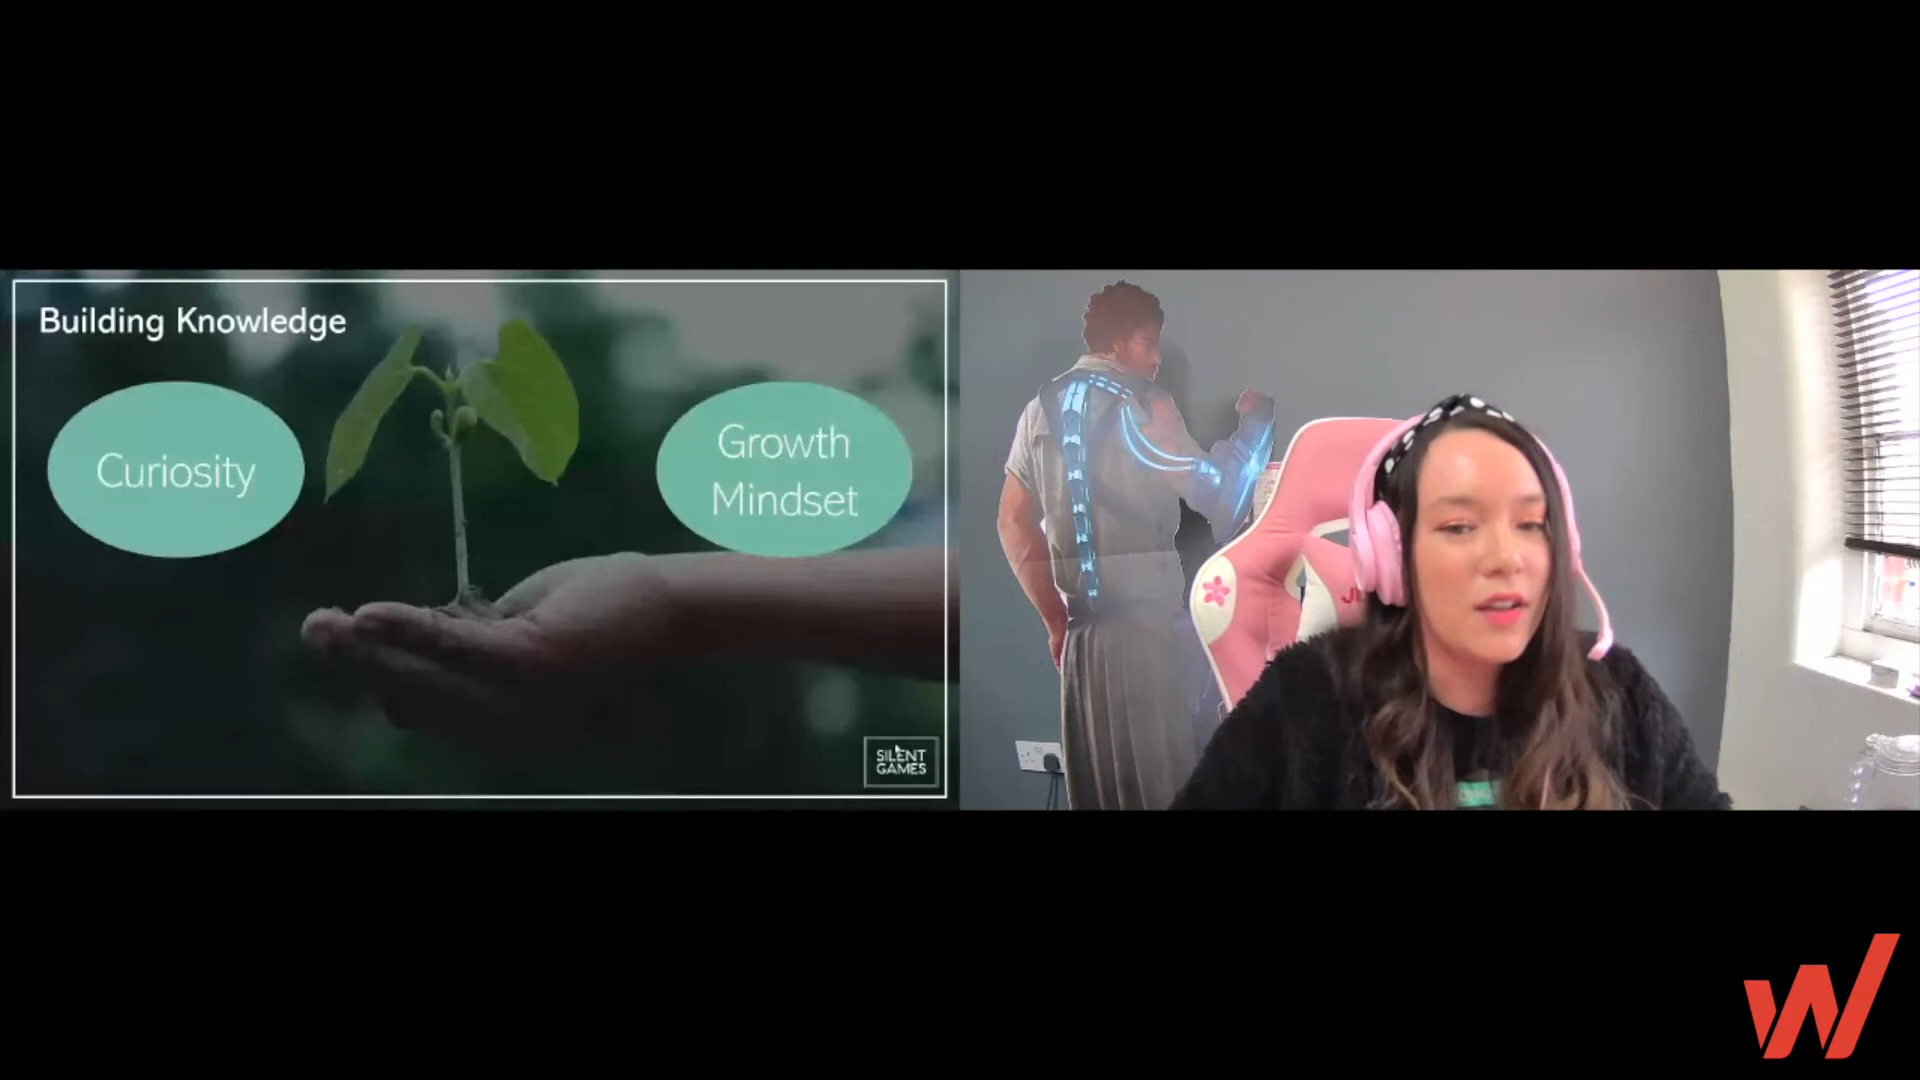 Building Knowledge
Curiosity
Growth
Mindset
SILENT
GAMES